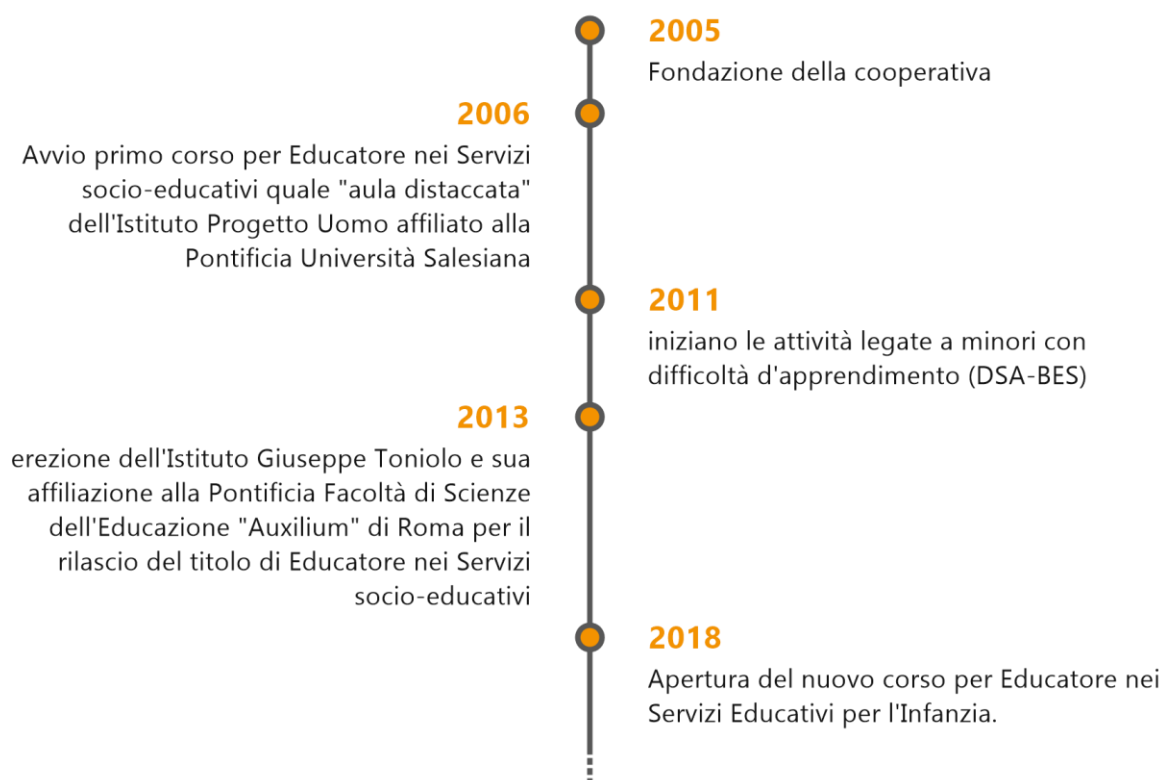 2005
Fondazione della cooperativa
2006
Avvio primo corso per Educatore nei Servizi
socio-educativi quale "aula distaccata"
dell'Istituto Progetto Uomo affiliato alla
Pontificia Università Salesiana
2011
iniziano le attività legate a minori con
difficoltà d'apprendimento (DSA-BES)
2013
erezione dell'Istituto Giuseppe Toniolo e sua
affiliazione alla Pontificia Facoltà di Scienze
dell'Educazione "Auxilium" di Roma per il
rilascio del titolo di Educatore nei Servizi
socio-educativi
2018
Apertura del nuovo corso per Educatore nei
Servizi Educativi per l'Infanzia.